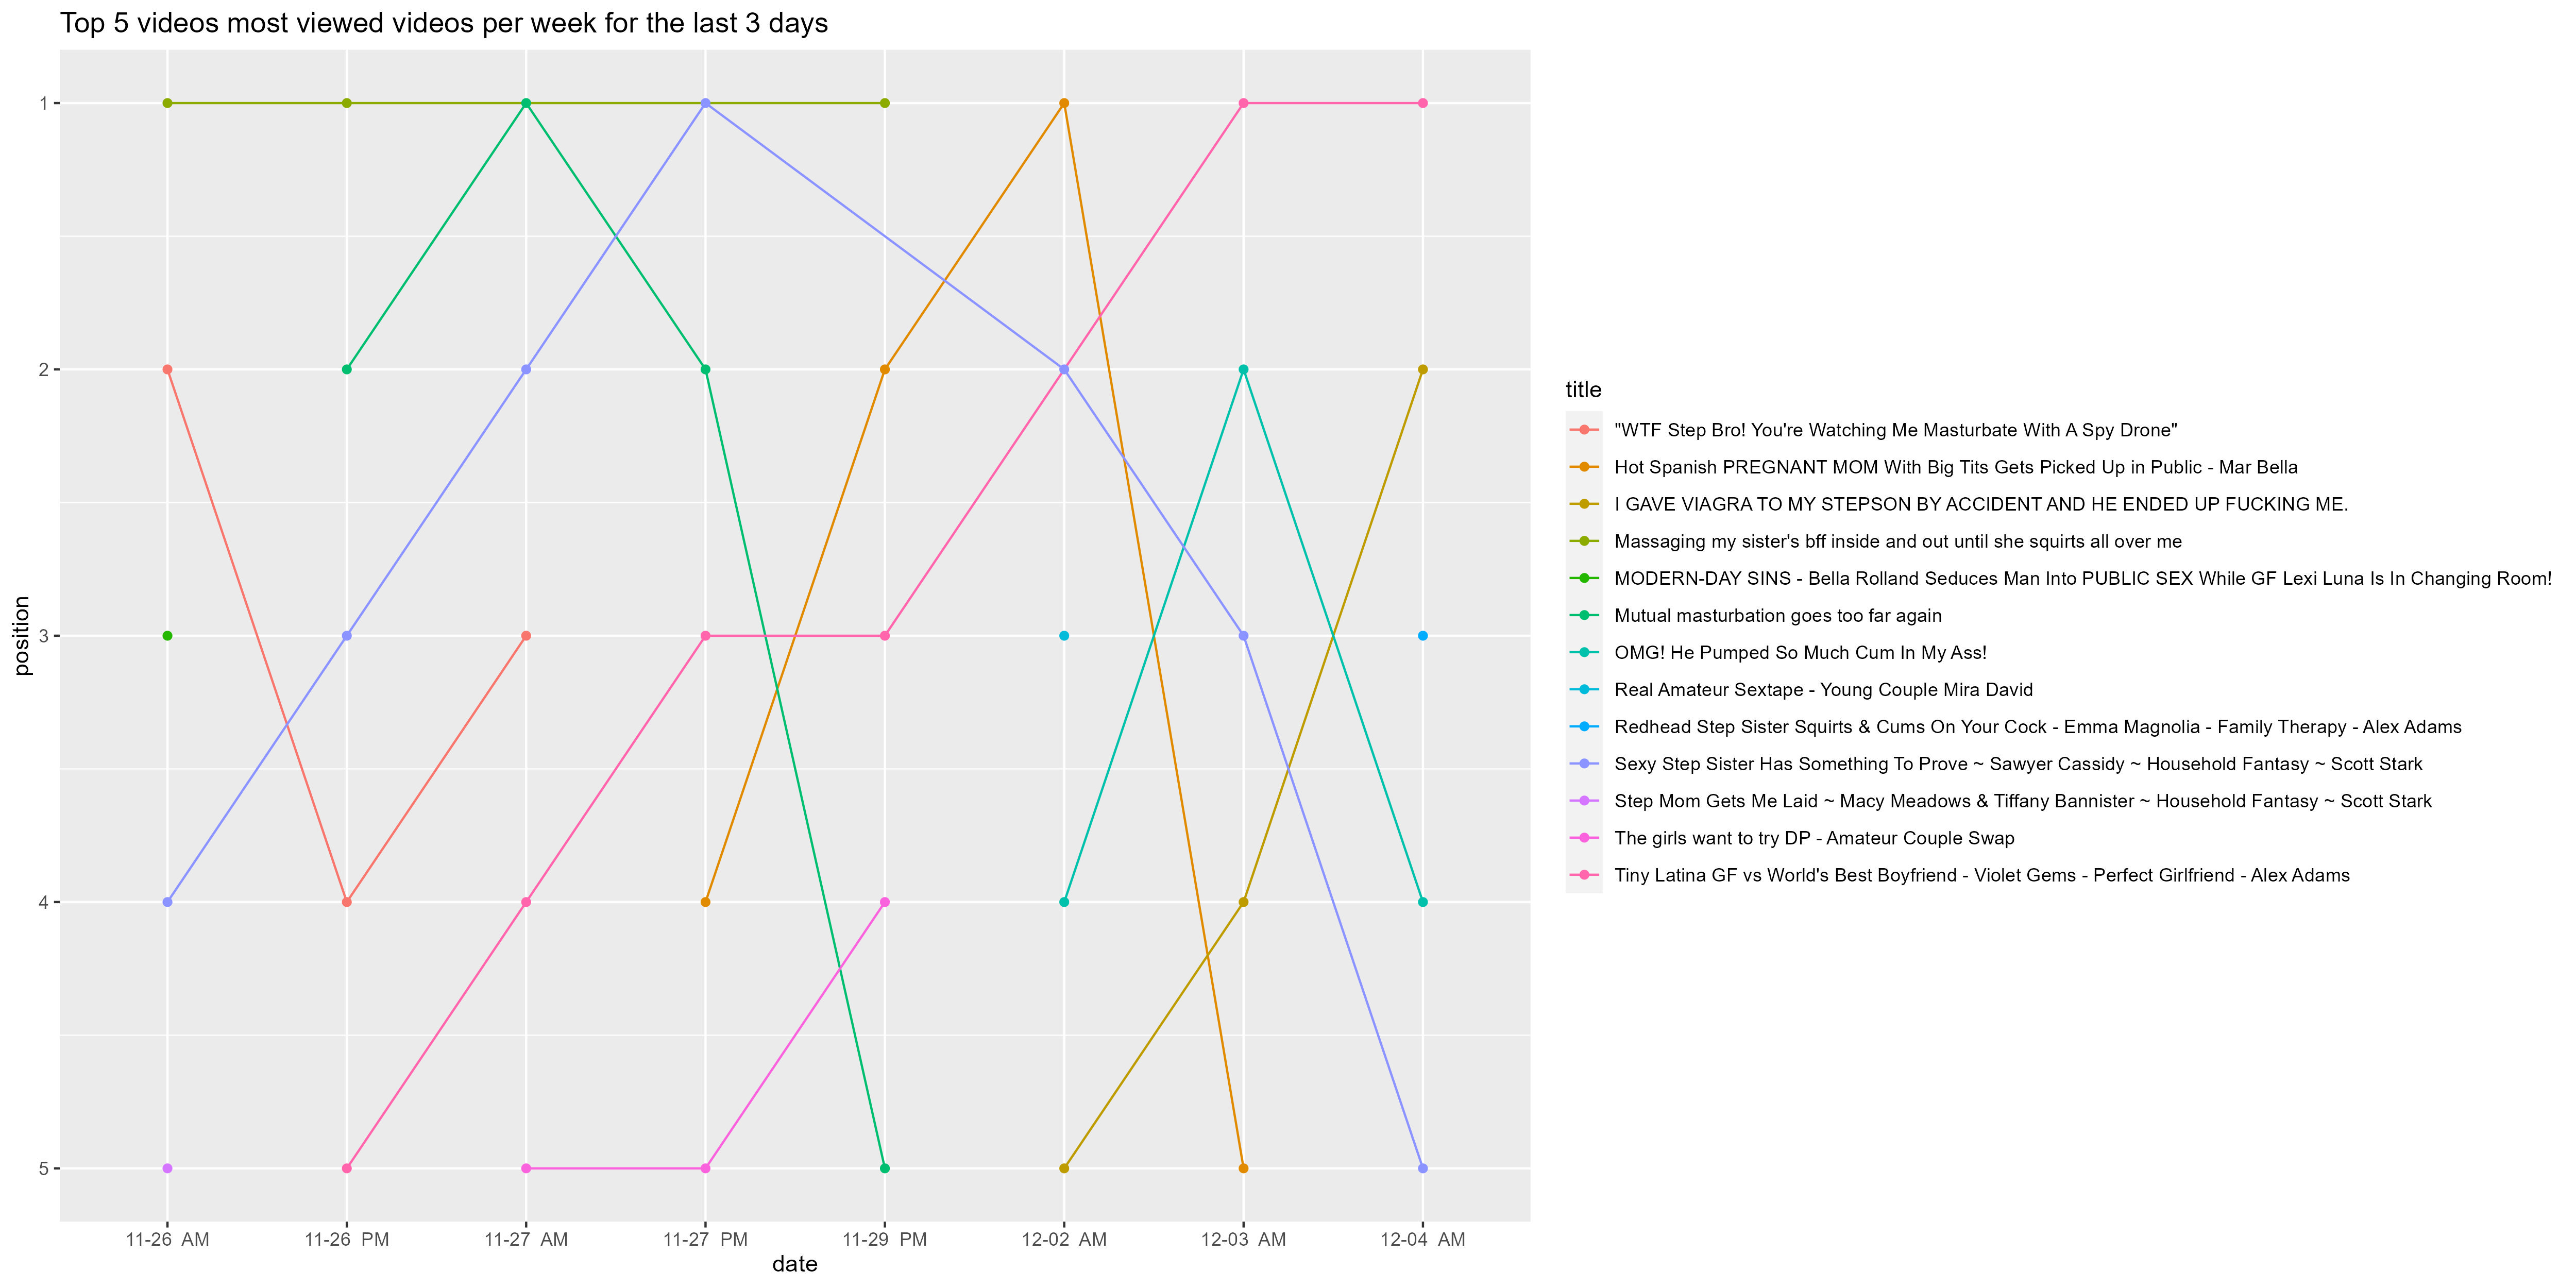 Top 5 videos most viewed videos per week for the last 3 days
position
1
2
3
4
5
11-26 AM
11-26 PM
11-27 AM
11-27 PM
11-29 PM
12-02 AM
12-03 AM
12-04 AM
date
title
"WTF Step Bro! You're Watching Me Masturbate With A Spy Drone"
Hot Spanish PREGNANT MOM With Big Tits Gets Picked Up in Public - Mar Bella
I GAVE VIAGRA TO MY STEPSON BY ACCIDENT AND HE ENDED UP FUCKING ME.
Massaging my sister's bff inside and out until she squirts all over me
MODERN-DAY SINS - Bella Rolland Seduces Man Into PUBLIC SEX While GF Lexi Luna Is In Changing Room!
Mutual masturbation goes too far again
OMG! He Pumped So Much Cum In My Ass!
Real Amateur Sextape - Young Couple Mira David
Redhead Step Sister Squirts & Cums On Your Cock - Emma Magnolia - Family Therapy - Alex Adams
Sexy Step Sister Has Something To Prove ~ Sawyer Cassidy ~ Household Fantasy ~ Scott Stark
Step Mom Gets Me Laid ~ Macy Meadows & Tiffany Bannister ~ Household Fantasy ~ Scott Stark
The girls want to try DP - Amateur Couple Swap
Tiny Latina GF vs World's Best Boyfriend - Violet Gems - Perfect Girlfriend - Alex Adams